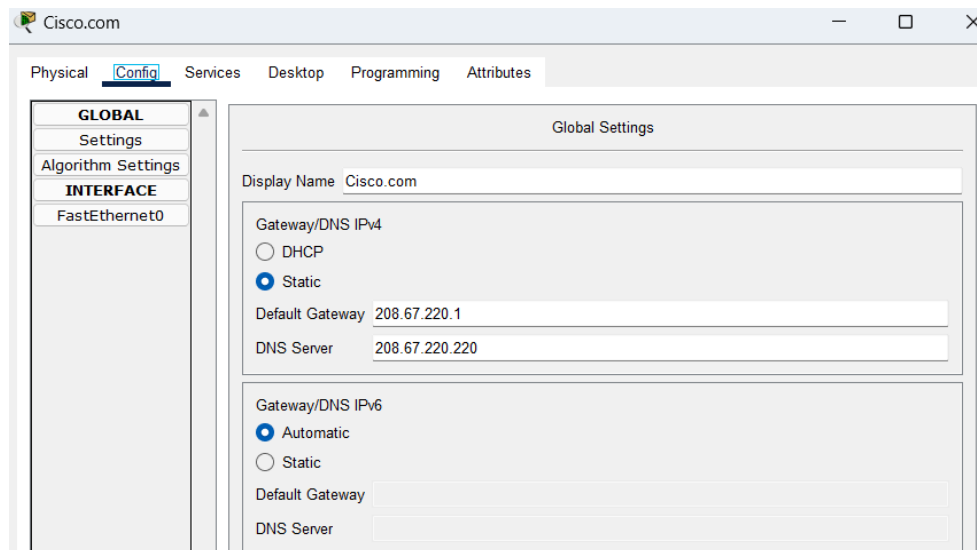 Cisco.com
Physical Config Services Desktop Programming Attributes
GLOBAL
Settings
Algorithm Settings
INTERFACE
FastEthernet0
Global Settings
Display Name Cisco.com
Gateway/DNS IPv4
DHCP
Static
Default Gateway 208.67.220.1
DNS Server 208.67.220.220
Gateway/DNS IPv6
Automatic
Static
Default Gateway
DNS Server